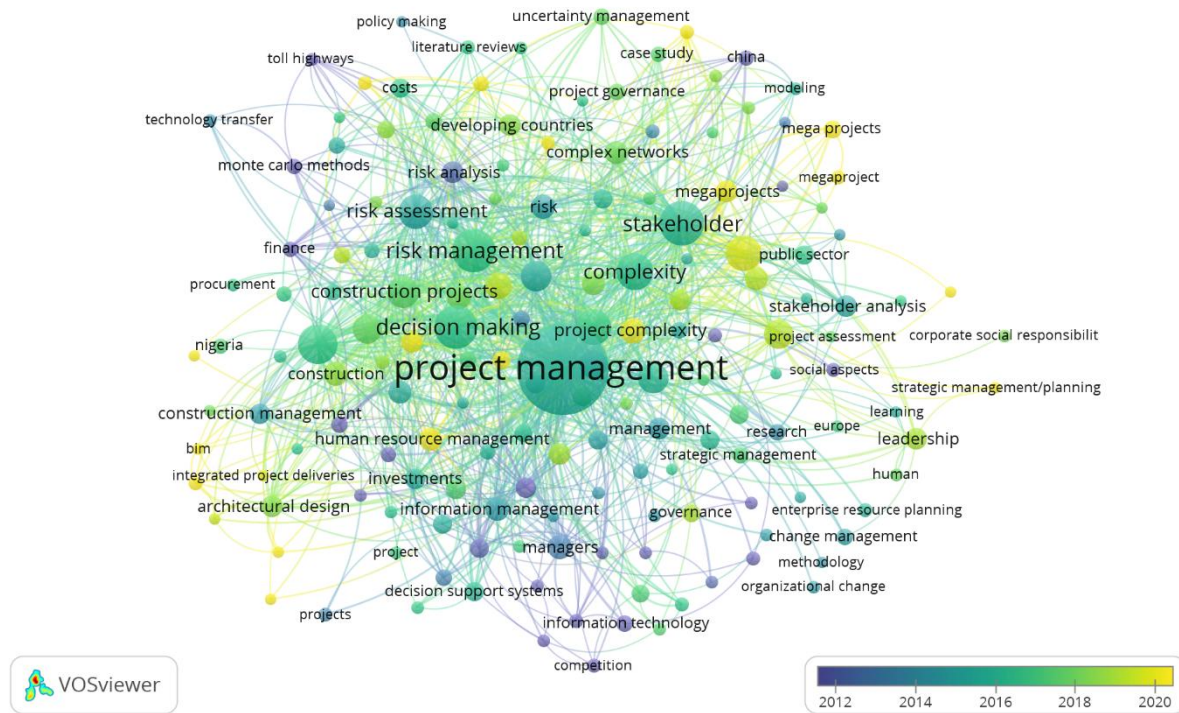 policy making
uncertainty management
literature reviews
toll highways
case study
china
costs
project governance
modeling
technology transfer
developing countries
mega projects
complex networks
monte carlo methods
risk analysis
megaproject
megaprojects
risk assessment
risk
stakeholder
finance
risk management
public sector
complexity
procurement
construction projects
stakeholder analysis
decision making
project complexity
project assessment
corporate social responsibilit
nigeria
project management
construction
social aspects
strategic management/planning
construction management
learning
europe
management
research
human resource management
leadership
bim
strategic management
integrated project deliveries
investments
human
architectural design
information management
governance
enterprise resource planning
change management
project
managers
methodology
decision support systems
organizational change
projects
information technology
competition
VOSviewer
2012
2014
2016
2018
2020